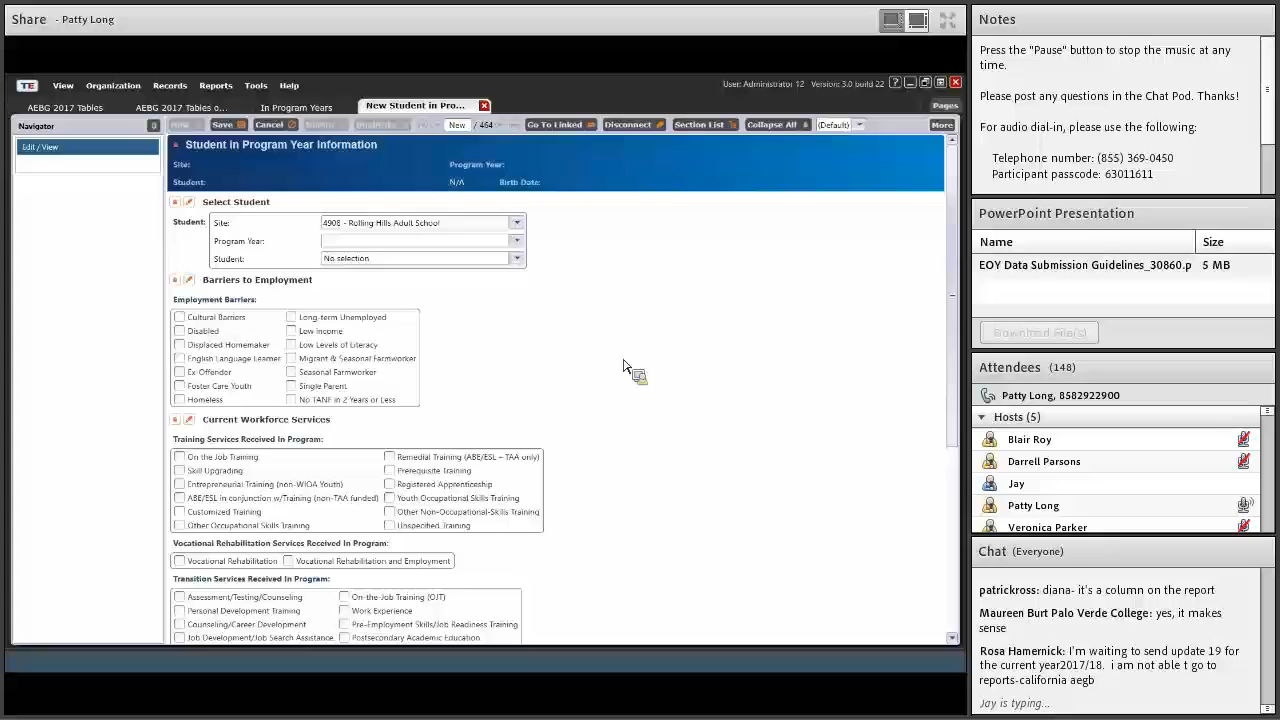 Share - Patty Long
TE View Organization Records Reports Tools Help
User: Administrator 12 Version: 3.0 build 22 ?
AEBG 2017 Tables AEBG 2017 Tables o... In Program Years New Student in Pro... Pages
Navigator
Save Cancel New / 464 Go To Linked Disconnect Section List Collapse All (Default) More
Edit / View
Student in Program Year Information
Site: Program Year:
Student: N/A Birth Date:
Select Student
Student: Site: 4908 - Rolling Hills Adult School
Program Year:
Student: No selection
Barriers to Employment
Employment Barriers:
Cultural Barriers Long-term Unemployed
Disabled Low Income
Displaced Homemaker Low Levels of Literacy
English Language Learner Migrant & Seasonal Farmworker
Ex-Offender Seasonal Farmworker
Foster Care Youth Single Parent
Homeless No TANF in 2 Years or Less
Current Workforce Services
Training Services Received In Program:
On the Job Training Remedial Training (ABE/ESL – TAA only)
Skill Upgrading Prerequisite Training
Entrepreneurial Training (non-WIOA Youth) Registered Apprenticeship
ABE/ESL in conjunction w/Training (non-TAA funded) Youth Occupational Skills Training
Customized Training Other Non-Occupational-Skills Training
Other Occupational Skills Training Unspecified Training
Vocational Rehabilitation Services Received In Program:
Vocational Rehabilitation Vocational Rehabilitation and Employment
Transition Services Received In Program:
Assessment/Testing/Counseling On-the-Job Training (OJT)
Personal Development Training Work Experience
Counseling/Career Development Pre-Employment Skills/Job Readiness Training
Job Development/Job Search Assistance Postsecondary Academic Education
Notes
Press the "Pause" button to stop the music at any
time.
Please post any questions in the Chat Pod. Thanks!
For audio dial-in, please use the following:
Telephone number: (855) 369-0450
Participant passcode: 63011611
PowerPoint Presentation
Name Size
EOY Data Submission Guidelines_30860.p 5 MB
Download File(s)
Attendees (148)
Patty Long, 8582922900
Hosts (5)
Blair Roy
Darrell Parsons
Jay
Patty Long
Veronica Parker
Chat (Everyone)
patrickross: diana- it's a column on the report
Maureen Burt Palo Verde College: yes, it makes
sense
Rosa Hamernick: I'm waiting to send update 19 for
the current year2017/18. i am not able t go to
reports-california aegb
Jay is typing...